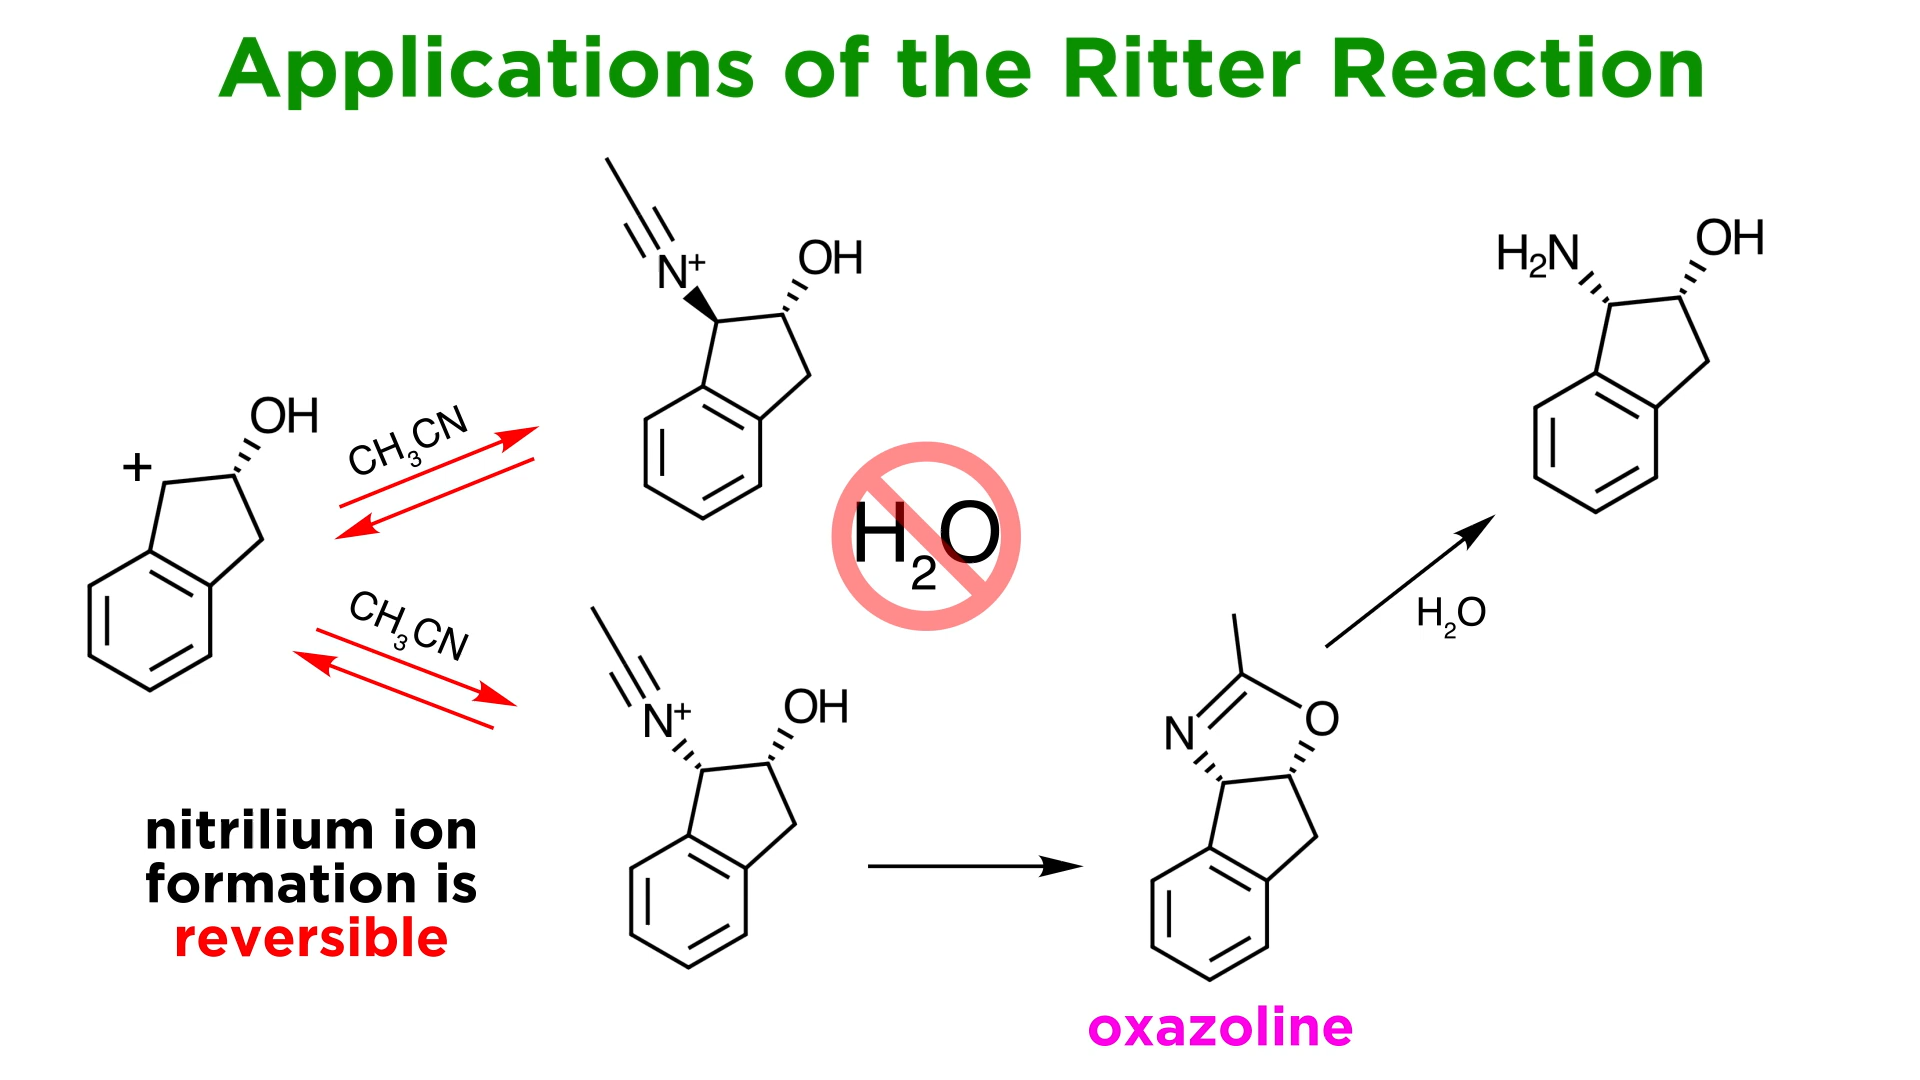 Applications of the Ritter Reaction
N+
OH
H2N
OH
OH
+
CH3CN
H2O
CH3CN
H2O
N+
OH
N
O
nitrilium ion
formation is
reversible
oxazoline